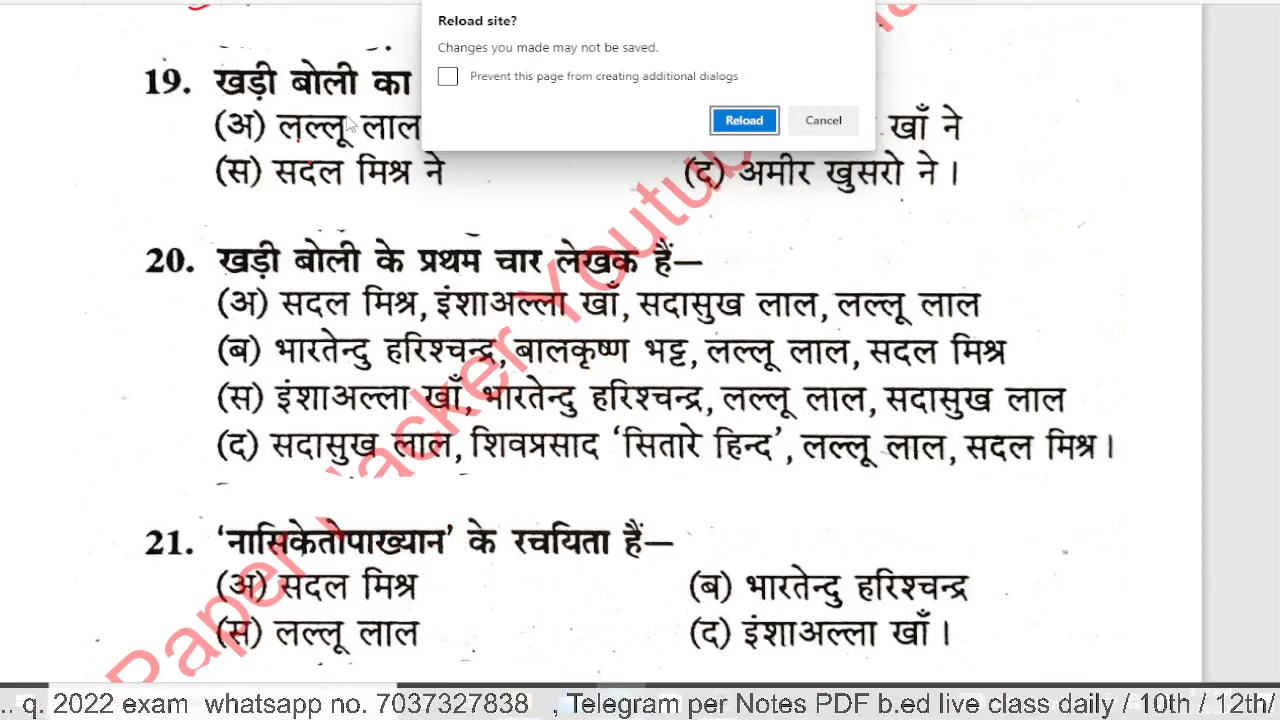 Reload site?
Changes you made may not be saved.
Prevent this page from creating additional dialogs
Reload Cancel
19. खड़ी बोली का
(अ) लल्लू लाल खाँ ने
(स) सदल मिश्र ने (द) अमीर खुसरो ने ।
20. खड़ी बोली के प्रथम चार लेखक हैं—
(अ) सदल मिश्र, इंशाअल्ला खाँ, सदासुख लाल, लल्लू लाल
(ब) भारतेन्दु हरिश्चन्द्र, बालकृष्ण भट्ट, लल्लू लाल, सदल मिश्र
(स) इंशाअल्ला खाँ, भारतेन्दु हरिश्चन्द्र, लल्लू लाल, सदासुख लाल
(द) सदासुख लाल, शिवप्रसाद ‘सितारे हिन्द’, लल्लू लाल, सदल मिश्र ।
21. ‘नासिकेतोपाख्यान’ के रचयिता हैं—
(अ) सदल मिश्र (ब) भारतेन्दु हरिश्चन्द्र
(स) लल्लू लाल (द) इंशाअल्ला खाँ ।
Paper Hacker Youtub
.. q. 2022 exam whatsapp no. 7037327838 , Telegram per Notes PDF b.ed live class daily / 10th / 12th/